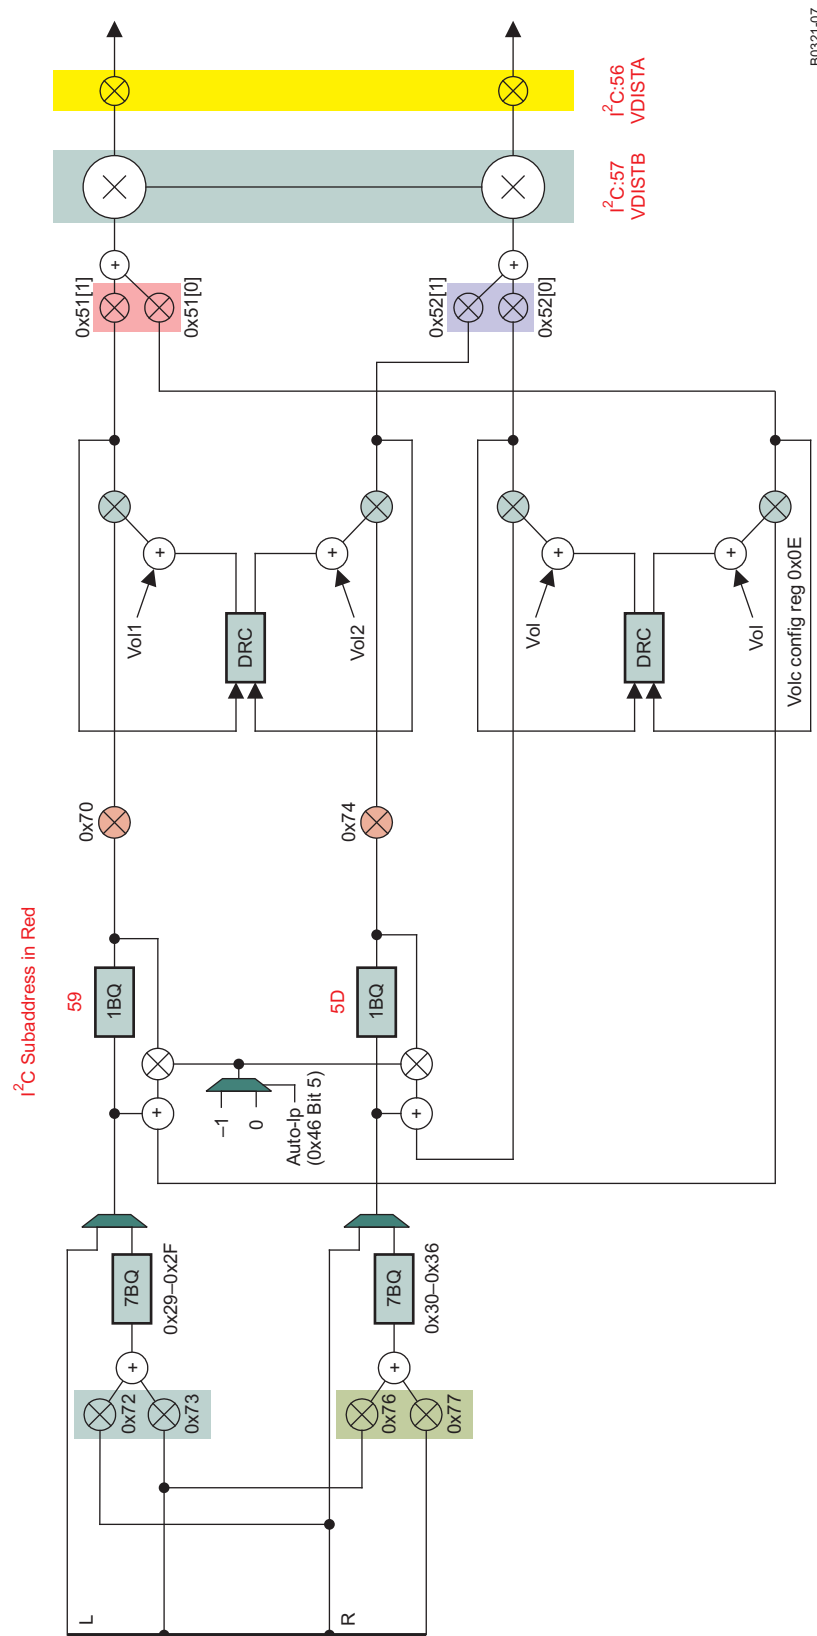 I²C Subaddress in Red
L
0x72
0x73
7BQ
0x29–0x2F
59
1BQ
0x70
Vol1
DRC
Vol2
0x51[1]
0x51[0]
–1
0
Auto-lp
(0x46 Bit 5)
R
0x76
0x77
7BQ
0x30–0x36
5D
1BQ
0x74
0x52[1]
0x52[0]
Vol
DRC
Vol
Volc config reg 0x0E
I²C:57
VDISTB
I²C:56
VDISTA
B0321-07